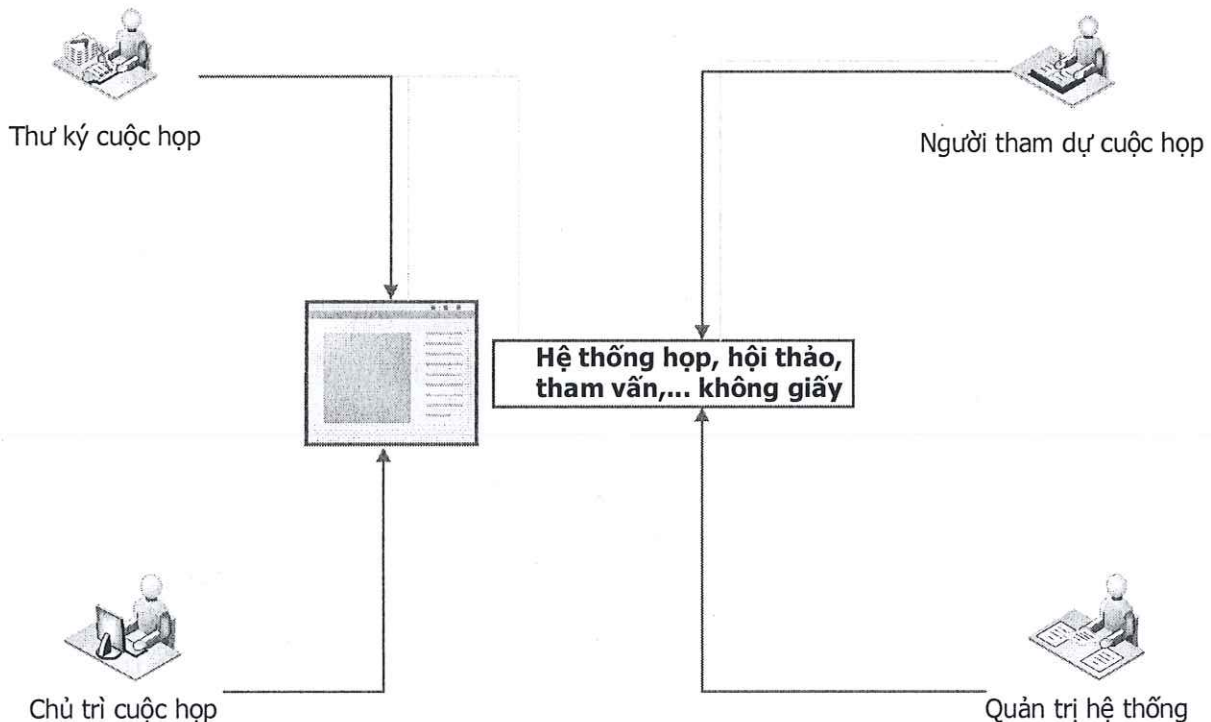 Thư ký cuộc họp
Người tham dự cuộc họp
Hệ thống họp, hội thảo,
tham vấn,... không giấy
Chủ trì cuộc họp
Quản trị hệ thống